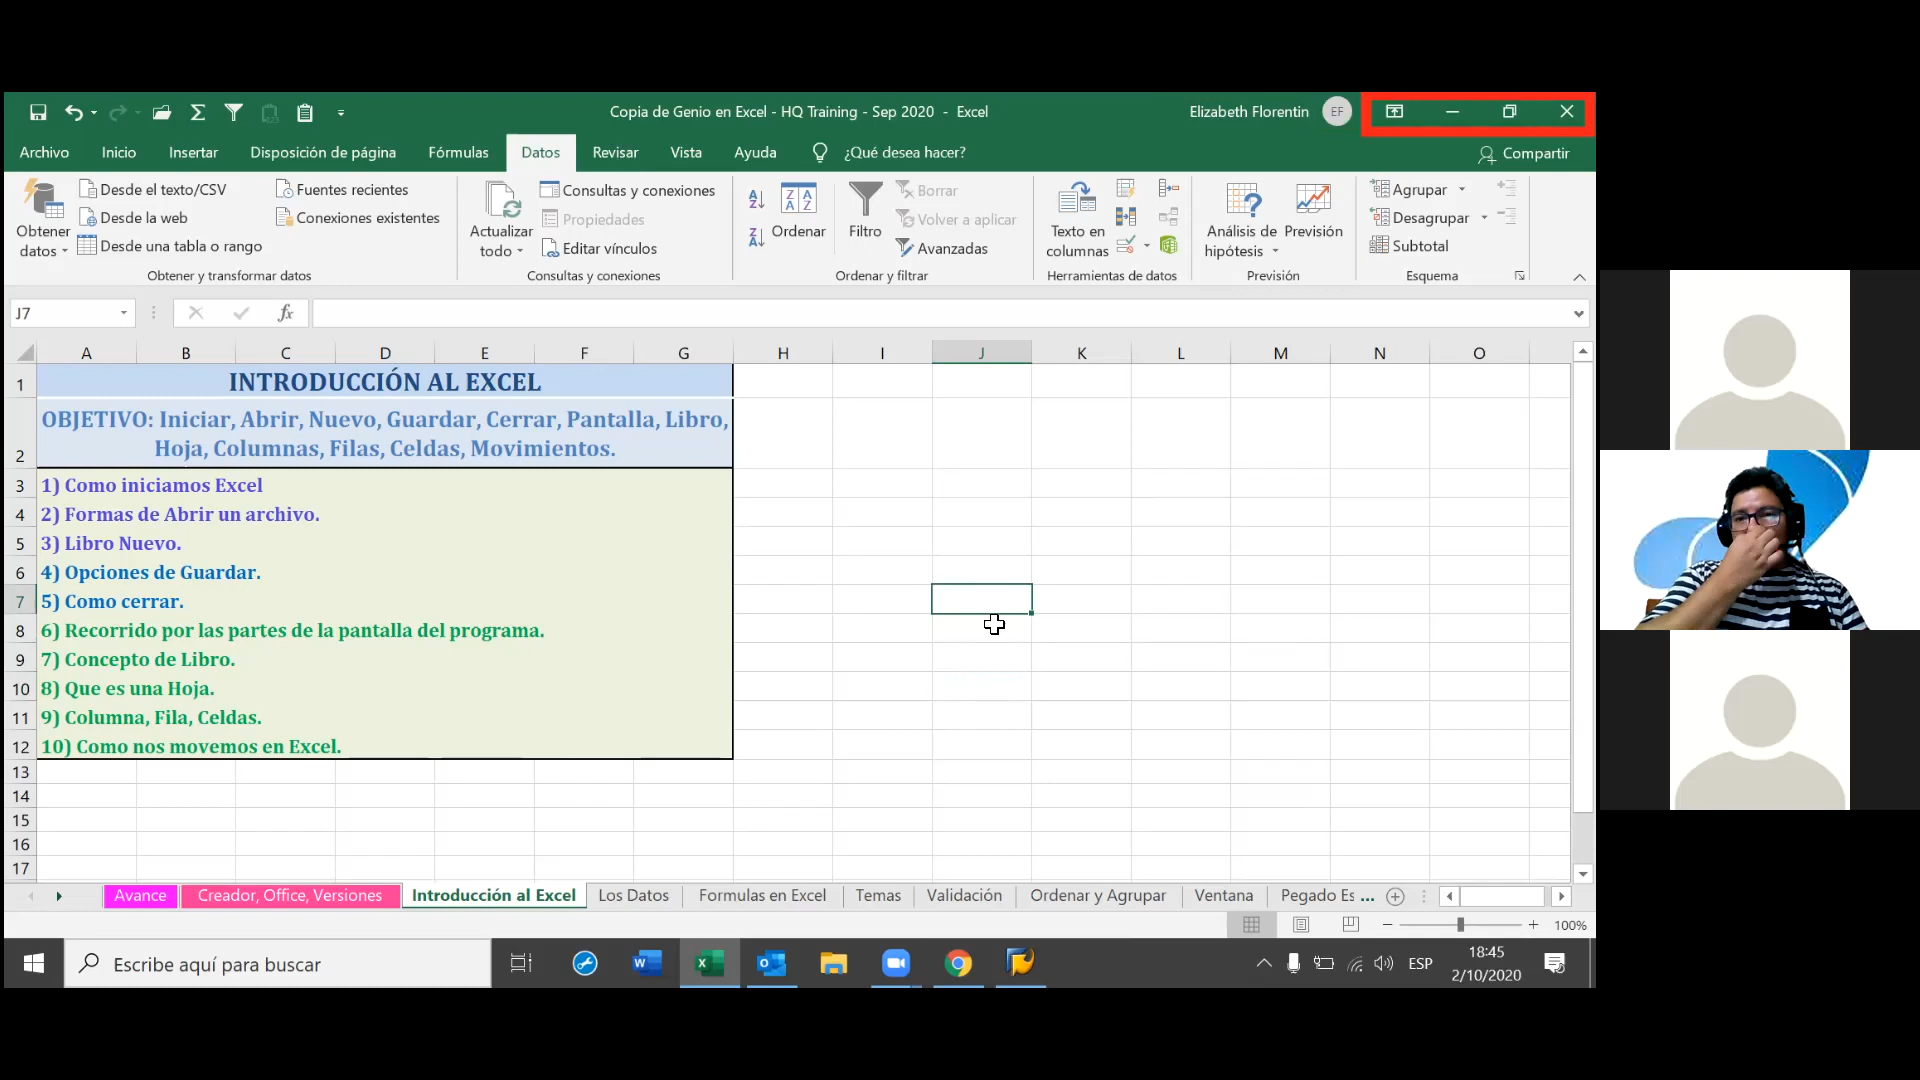 Copia de Genio en Excel - HQ Training - Sep 2020 - Excel
Elizabeth Florentin
EF
Archivo
Inicio
Insertar
Disposición de página
Fórmulas
Datos
Revisar
Vista
Ayuda
¿Qué desea hacer?
Compartir
Obtener datos
Desde el texto/CSV
Desde la web
Desde una tabla o rango
Fuentes recientes
Conexiones existentes
Obtener y transformar datos
Actualizar todo
Consultas y conexiones
Propiedades
Editar vínculos
Consultas y conexiones
Ordenar
Filtro
Borrar
Volver a aplicar
Avanzadas
Ordenar y filtrar
Texto en columnas
Herramientas de datos
Análisis de hipótesis
Previsión
Previsión
Agrupar
Desagrupar
Subtotal
Esquema
J7
fx
A B C D E F G H I J K L M N O
1 INTRODUCCIÓN AL EXCEL
OBJETIVO: Iniciar, Abrir, Nuevo, Guardar, Cerrar, Pantalla, Libro,
2 Hoja, Columnas, Filas, Celdas, Movimientos.
3 1) Como iniciamos Excel
4 2) Formas de Abrir un archivo.
5 3) Libro Nuevo.
6 4) Opciones de Guardar.
7 5) Como cerrar.
8 6) Recorrido por las partes de la pantalla del programa.
9 7) Concepto de Libro.
10 8) Que es una Hoja.
11 9) Columna, Fila, Celdas.
12 10) Como nos movemos en Excel.
13
14
15
16
17
Avance
Creador, Office, Versiones
Introducción al Excel
Los Datos
Formulas en Excel
Temas
Validación
Ordenar y Agrupar
Ventana
Pegado Es ...
100%
Escribe aquí para buscar
ESP
18:45
2/10/2020